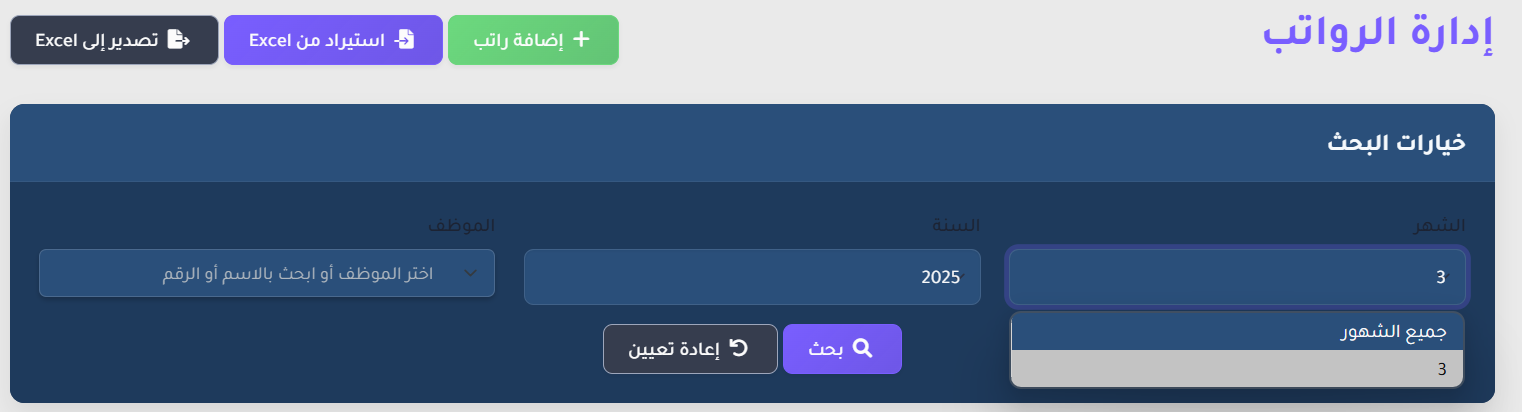 إدارة الرواتب
إضافة راتب
استيراد من Excel
تصدير إلى Excel
خيارات البحث
الشهر
السنة
الموظف
3
2025
اختر الموظف أو ابحث بالاسم أو الرقم
جميع الشهور
3
بحث
إعادة تعيين